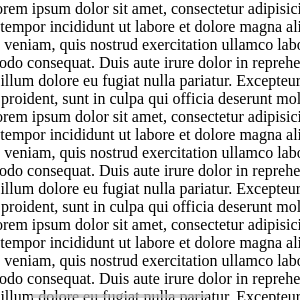 orem ipsum dolor sit amet, consectetur adipisici
tempor incididunt ut labore et dolore magna ali
veniam, quis nostrud exercitation ullamco labo
odo consequat. Duis aute irure dolor in reprehe
illum dolore eu fugiat nulla pariatur. Excepteur
proident, sunt in culpa qui officia deserunt mol
orem ipsum dolor sit amet, consectetur adipisici
tempor incididunt ut labore et dolore magna ali
veniam, quis nostrud exercitation ullamco labo
odo consequat. Duis aute irure dolor in reprehe
illum dolore eu fugiat nulla pariatur. Excepteur
proident, sunt in culpa qui officia deserunt mol
orem ipsum dolor sit amet, consectetur adipisici
tempor incididunt ut labore et dolore magna ali
veniam, quis nostrud exercitation ullamco labo
odo consequat. Duis aute irure dolor in reprehe
illum dolore eu fugiat nulla pariatur. Excepteur